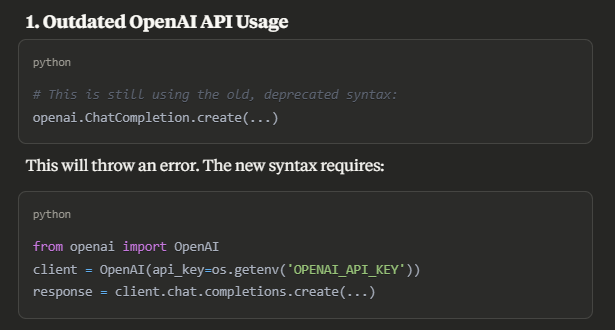 1. Outdated OpenAI API Usage
python
# This is still using the old, deprecated syntax:
openai.ChatCompletion.create(...)
This will throw an error. The new syntax requires:
python
from openai import OpenAI
client = OpenAI(api_key=os.getenv('OPENAI_API_KEY'))
response = client.chat.completions.create(...)